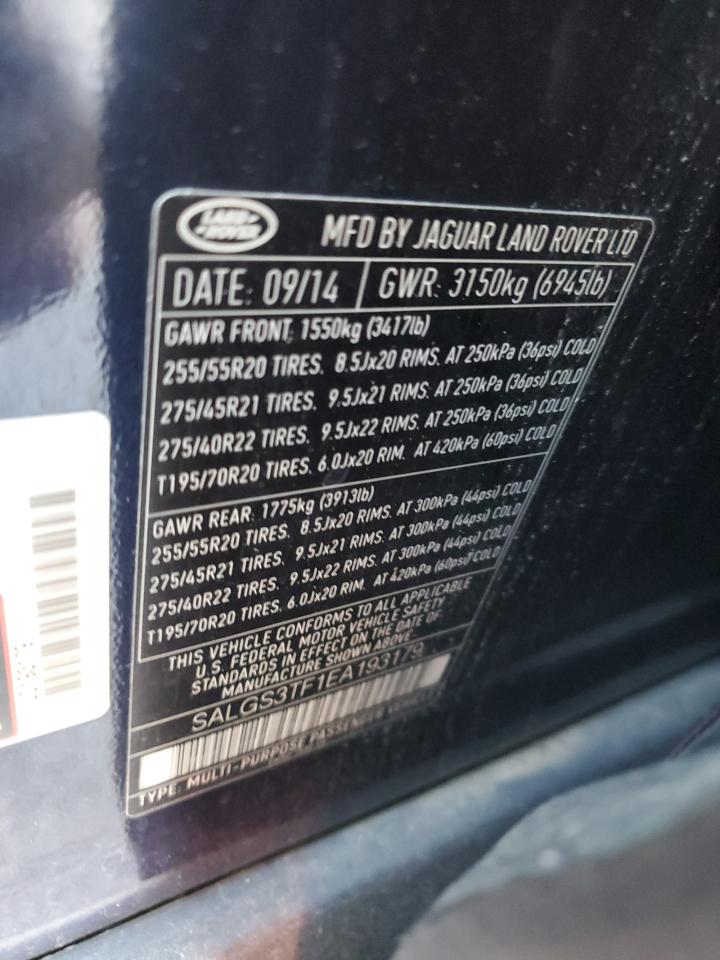 LAND ROVER
MFD BY JAGUAR LAND ROVER LTD
DATE: 09/14 GWR: 3150kg (6945lb)
GAWR FRONT: 1550kg (3417lb)
255/55R20 TIRES. 8.5Jx20 RIMS. AT 250kPa (36psi) COLD
275/45R21 TIRES. 9.5Jx21 RIMS. AT 250kPa (36psi) COLD
275/40R22 TIRES. 9.5Jx22 RIMS. AT 250kPa (36psi) COLD
T195/70R20 TIRES. 6.0Jx20 RIM. AT 420kPa (60psi) COLD
GAWR REAR: 1775kg (3913lb)
255/55R20 TIRES. 8.5Jx20 RIMS. AT 300kPa (44psi) COLD
275/45R21 TIRES. 9.5Jx21 RIMS. AT 300kPa (44psi) COLD
275/40R22 TIRES. 9.5Jx22 RIMS. AT 300kPa (44psi) COLD
T195/70R20 TIRES. 6.0Jx20 RIM. AT 420kPa (60psi) COLD
THIS VEHICLE CONFORMS TO ALL APPLICABLE
U.S. FEDERAL MOTOR VEHICLE SAFETY
STANDARDS IN EFFECT ON THE DATE OF
MANUFACTURE SHOWN ABOVE.
SALGS3TF1EA193179
TYPE: MULTI-PURPOSE PASSENGER VEHICLE